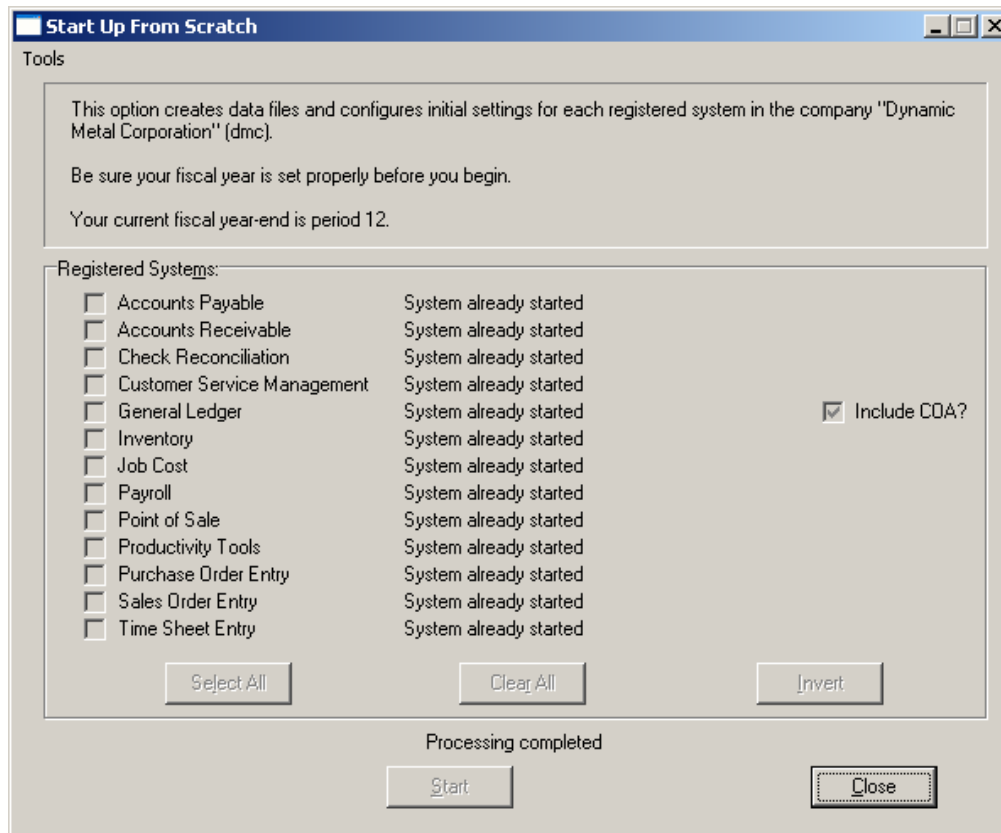 Start Up From Scratch
Tools
This option creates data files and configures initial settings for each registered system in the company "Dynamic
Metal Corporation" (dmc).
Be sure your fiscal year is set properly before you begin.
Your current fiscal year-end is period 12.
Registered Systems:
Accounts Payable System already started
Accounts Receivable System already started
Check Reconciliation System already started
Customer Service Management System already started
General Ledger System already started Include COA?
Inventory System already started
Job Cost System already started
Payroll System already started
Point of Sale System already started
Productivity Tools System already started
Purchase Order Entry System already started
Sales Order Entry System already started
Time Sheet Entry System already started
Select All Clear All Invert
Processing completed
Start Close